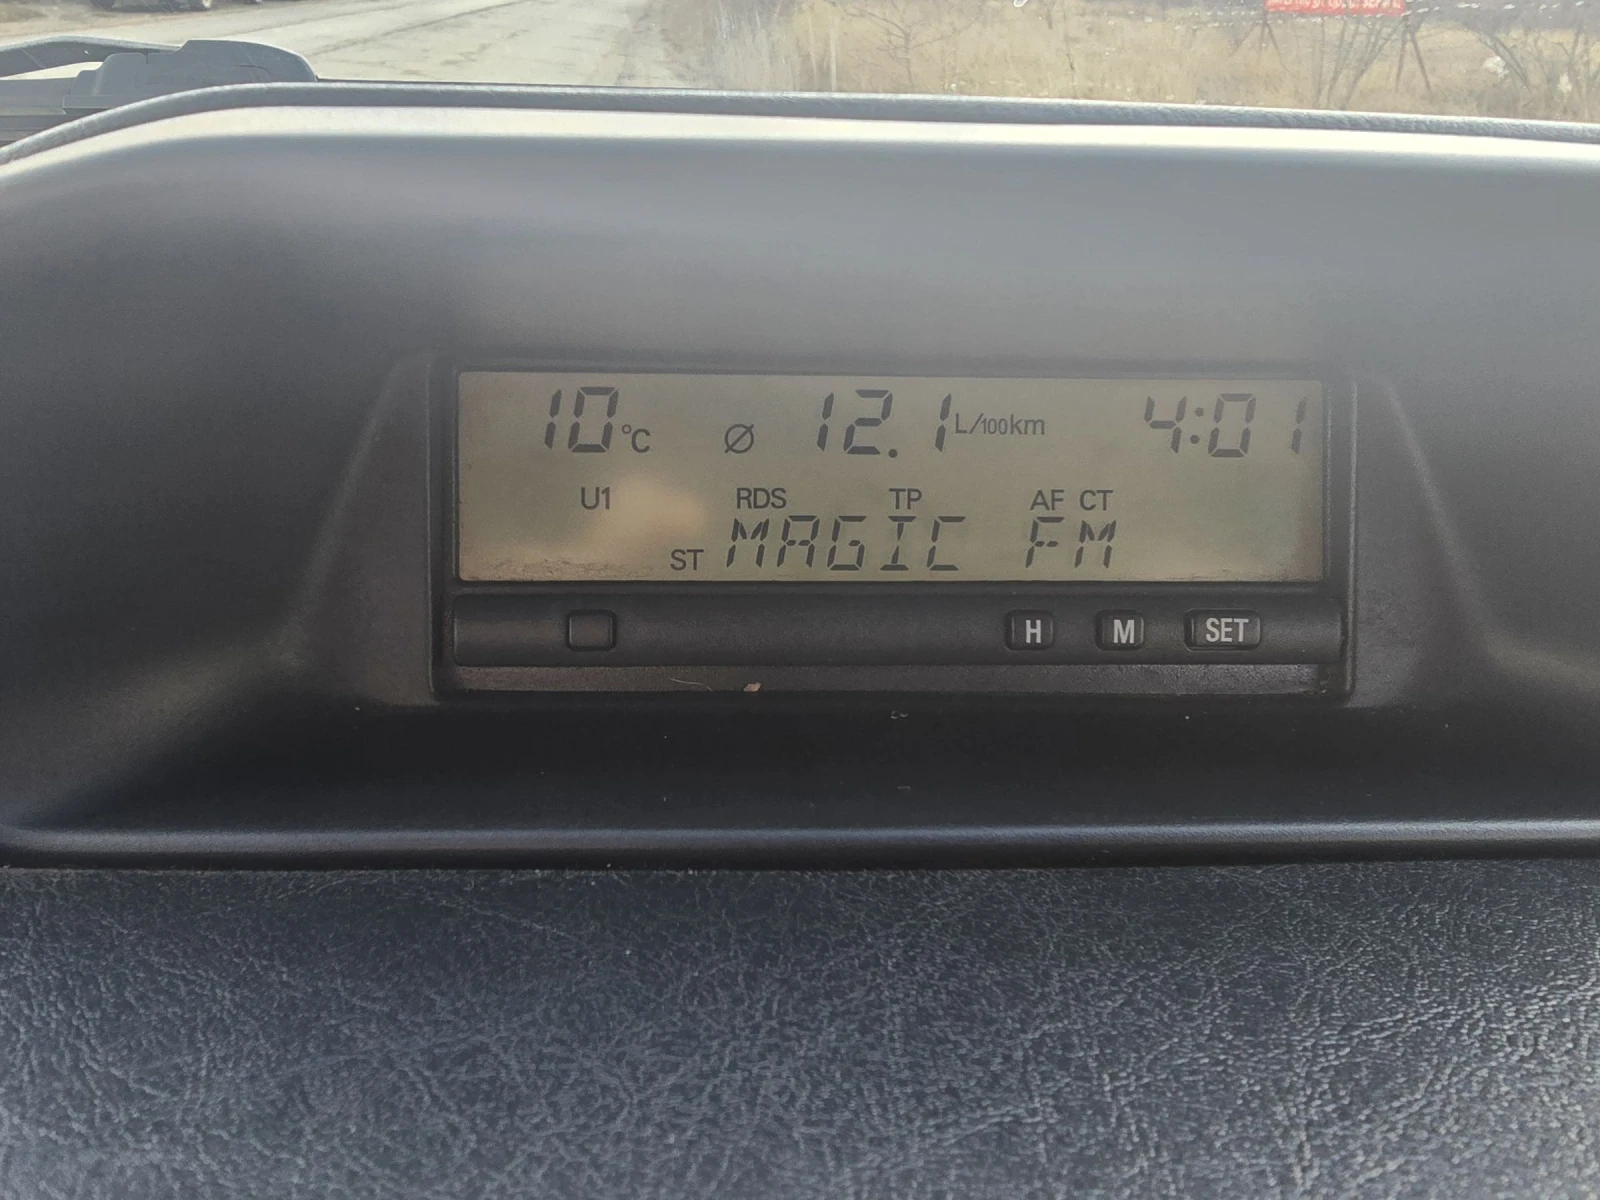 10°C Ø 12.1 L/100km 4:01
U1 RDS TP AF CT
ST MAGIC FM
H M SET